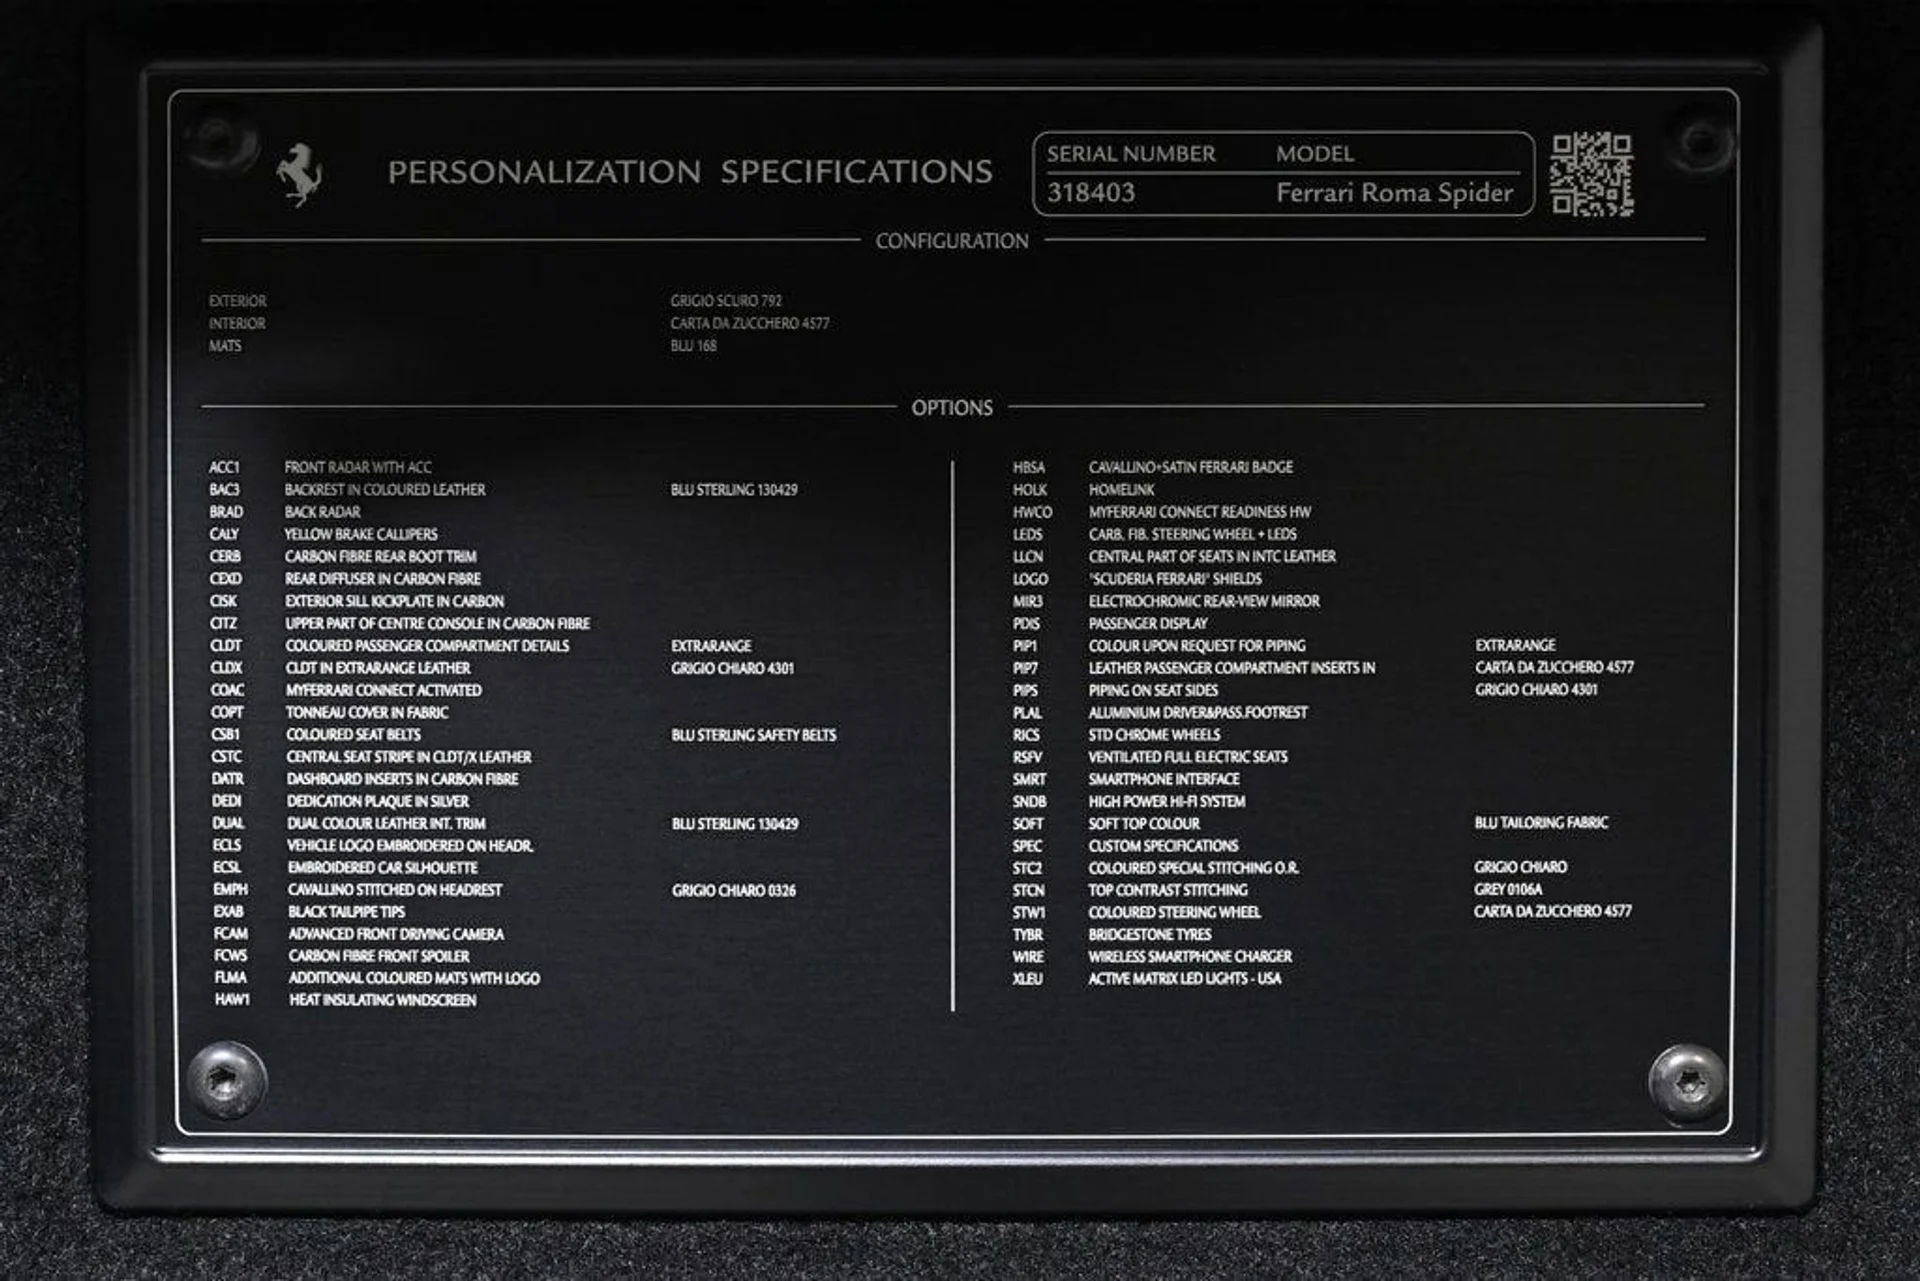 PERSONALIZATION SPECIFICATIONS
SERIAL NUMBER MODEL
318403 Ferrari Roma Spider
CONFIGURATION
EXTERIOR GRIGIO SCURO 792
INTERIOR CARTA DA ZUCCHERO 4577
MATS BLU 168
OPTIONS
ACC1 FRONT RADAR WITH ACC
BAC3 BACKREST IN COLOURED LEATHER BLU STERLING 130429
BRAD BACK RADAR
CALY YELLOW BRAKE CALLIPERS
CERB CARBON FIBRE REAR BOOT TRIM
CEXD REAR DIFFUSER IN CARBON FIBRE
CISK EXTERIOR SILL KICKPLATE IN CARBON
CITZ UPPER PART OF CENTRE CONSOLE IN CARBON FIBRE
CLDT COLOURED PASSENGER COMPARTMENT DETAILS EXTRARANGE
CLDX CLDT IN EXTRARANGE LEATHER GRIGIO CHIARO 4301
COAC MYFERRARI CONNECT ACTIVATED
COPT TONNEAU COVER IN FABRIC
CSB1 COLOURED SEAT BELTS BLU STERLING SAFETY BELTS
CSTC CENTRAL SEAT STRIPE IN CLDT/X LEATHER
DATR DASHBOARD INSERTS IN CARBON FIBRE
DEDI DEDICATION PLAQUE IN SILVER
DUAL DUAL COLOUR LEATHER INT. TRIM BLU STERLING 130429
ECLS VEHICLE LOGO EMBROIDERED ON HEADR.
ECSL EMBROIDERED CAR SILHOUETTE
EMPH CAVALLINO STITCHED ON HEADREST GRIGIO CHIARO 0326
EXAB BLACK TAILPIPE TIPS
FCAM ADVANCED FRONT DRIVING CAMERA
FCWS CARBON FIBRE FRONT SPOILER
FLMA ADDITIONAL COLOURED MATS WITH LOGO
HAW1 HEAT INSULATING WINDSCREEN
HBSA CAVALLINO+SATIN FERRARI BADGE
HOLK HOMELINK
HWCO MYFERRARI CONNECT READINESS HW
LEDS CARB. FIB. STEERING WHEEL + LEDS
LLCN CENTRAL PART OF SEATS IN INTC LEATHER
LOGO "SCUDERIA FERRARI" SHIELDS
MIR3 ELECTROCHROMIC REAR-VIEW MIRROR
PDIS PASSENGER DISPLAY
PIP1 COLOUR UPON REQUEST FOR PIPING EXTRARANGE
PIP7 LEATHER PASSENGER COMPARTMENT INSERTS IN CARTA DA ZUCCHERO 4577
PIPS PIPING ON SEAT SIDES GRIGIO CHIARO 4301
PLAL ALUMINIUM DRIVER&PASS.FOOTREST
RICS STD CHROME WHEELS
RSFV VENTILATED FULL ELECTRIC SEATS
SMRT SMARTPHONE INTERFACE
SNDB HIGH POWER HI-FI SYSTEM
SOFT SOFT TOP COLOUR BLU TAILORING FABRIC
SPEC CUSTOM SPECIFICATIONS
STC2 COLOURED SPECIAL STITCHING O.R. GRIGIO CHIARO
STCN TOP CONTRAST STITCHING GREY 0106A
STW1 COLOURED STEERING WHEEL CARTA DA ZUCCHERO 4577
TYBR BRIDGESTONE TYRES
WIRE WIRELESS SMARTPHONE CHARGER
XLEU ACTIVE MATRIX LED LIGHTS - USA